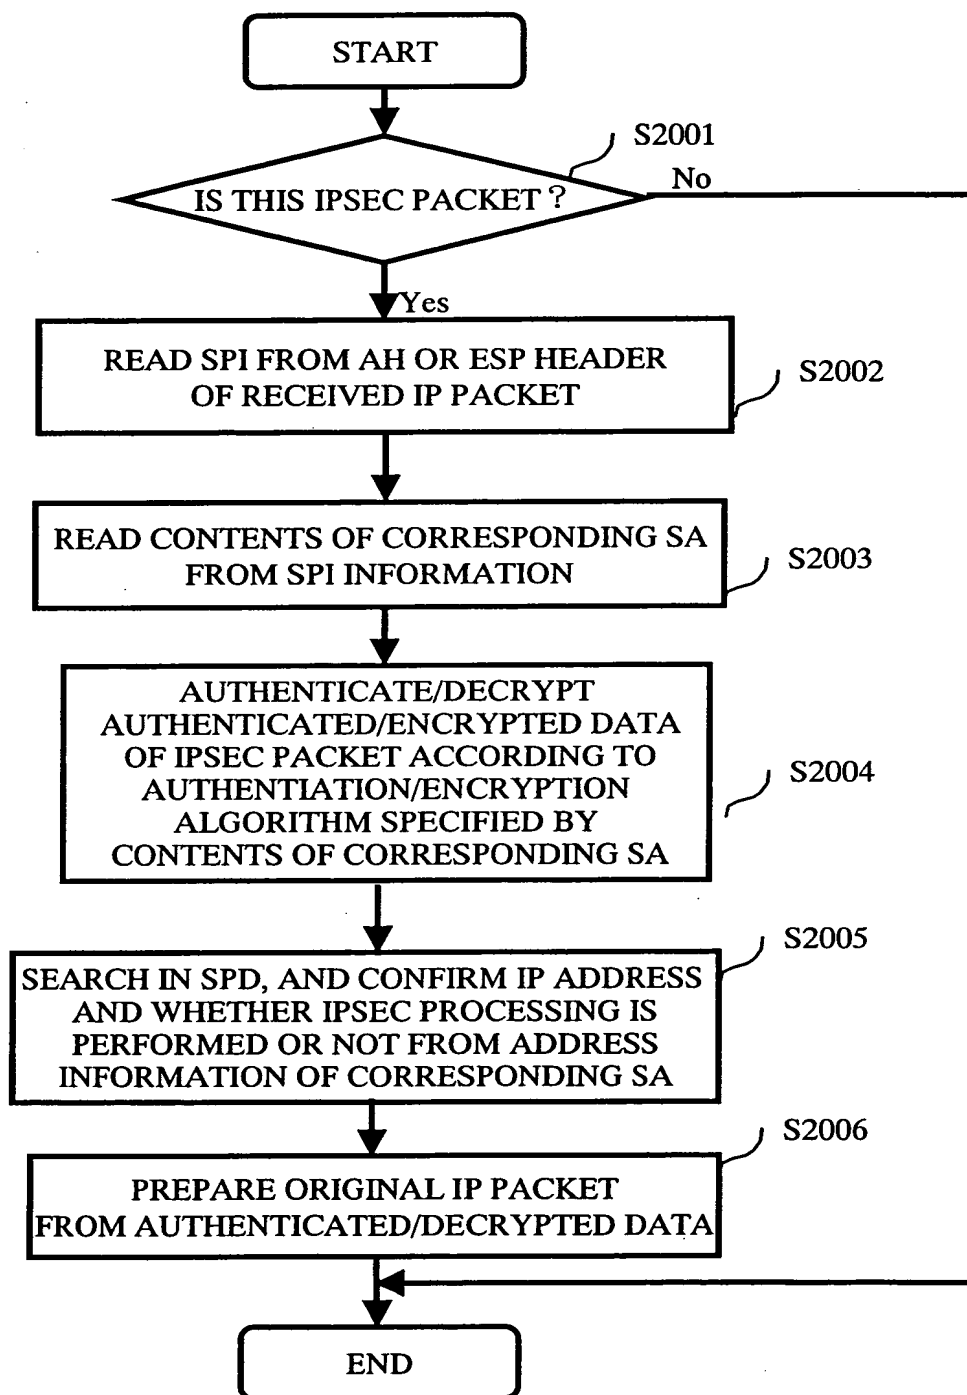 START
S2001
IS THIS IPSEC PACKET ?
No
Yes
READ SPI FROM AH OR ESP HEADER
OF RECEIVED IP PACKET
S2002
READ CONTENTS OF CORRESPONDING SA
FROM SPI INFORMATION
S2003
AUTHENTICATE/DECRYPT
AUTHENTICATED/ENCRYPTED DATA
OF IPSEC PACKET ACCORDING TO
AUTHENTIATION/ENCRYPTION
ALGORITHM SPECIFIED BY
CONTENTS OF CORRESPONDING SA
S2004
S2005
SEARCH IN SPD, AND CONFIRM IP ADDRESS
AND WHETHER IPSEC PROCESSING IS
PERFORMED OR NOT FROM ADDRESS
INFORMATION OF CORRESPONDING SA
S2006
PREPARE ORIGINAL IP PACKET
FROM AUTHENTICATED/DECRYPTED DATA
END